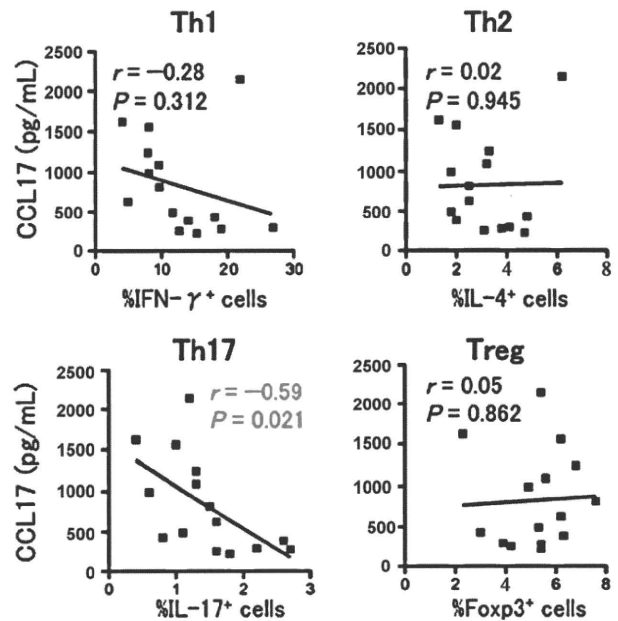 Th1
Th2
2500
2000
1500
1000
500
0
CCL17 (pg/mL)
r = −0.28
P = 0.312
0
10
20
30
%IFN-γ+ cells
2500
2000
1500
1000
500
0
r = 0.02
P = 0.945
0
2
4
6
8
%IL-4+ cells
Th17
Treg
2500
2000
1500
1000
500
0
CCL17 (pg/mL)
r = −0.59
P = 0.021
0
1
2
3
%IL-17+ cells
2500
2000
1500
1000
500
0
r = 0.05
P = 0.862
0
2
4
6
8
%Foxp3+ cells